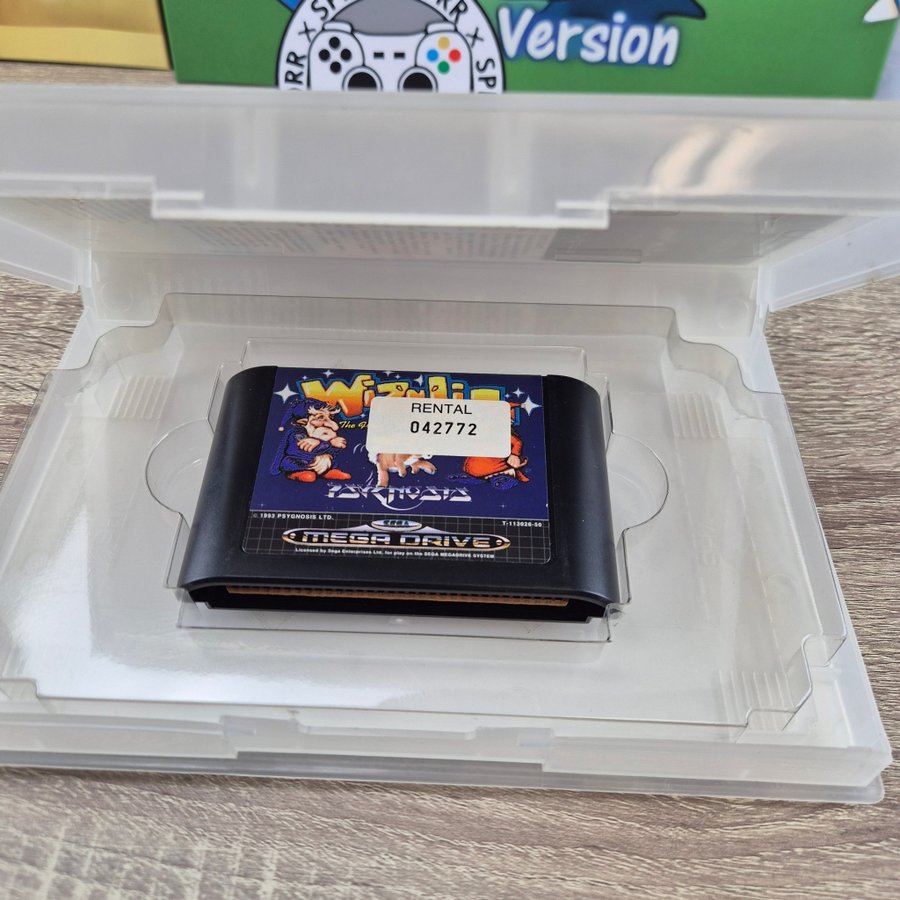 Version
RENTAL
042772
The
PSYGNOSIS
© 1993 PSYGNOSIS LTD.
T-113026-50
SEGA
MEGA DRIVE
Licensed by Sega Enterprises Ltd. for play on the SEGA MEGADRIVE SYSTEM